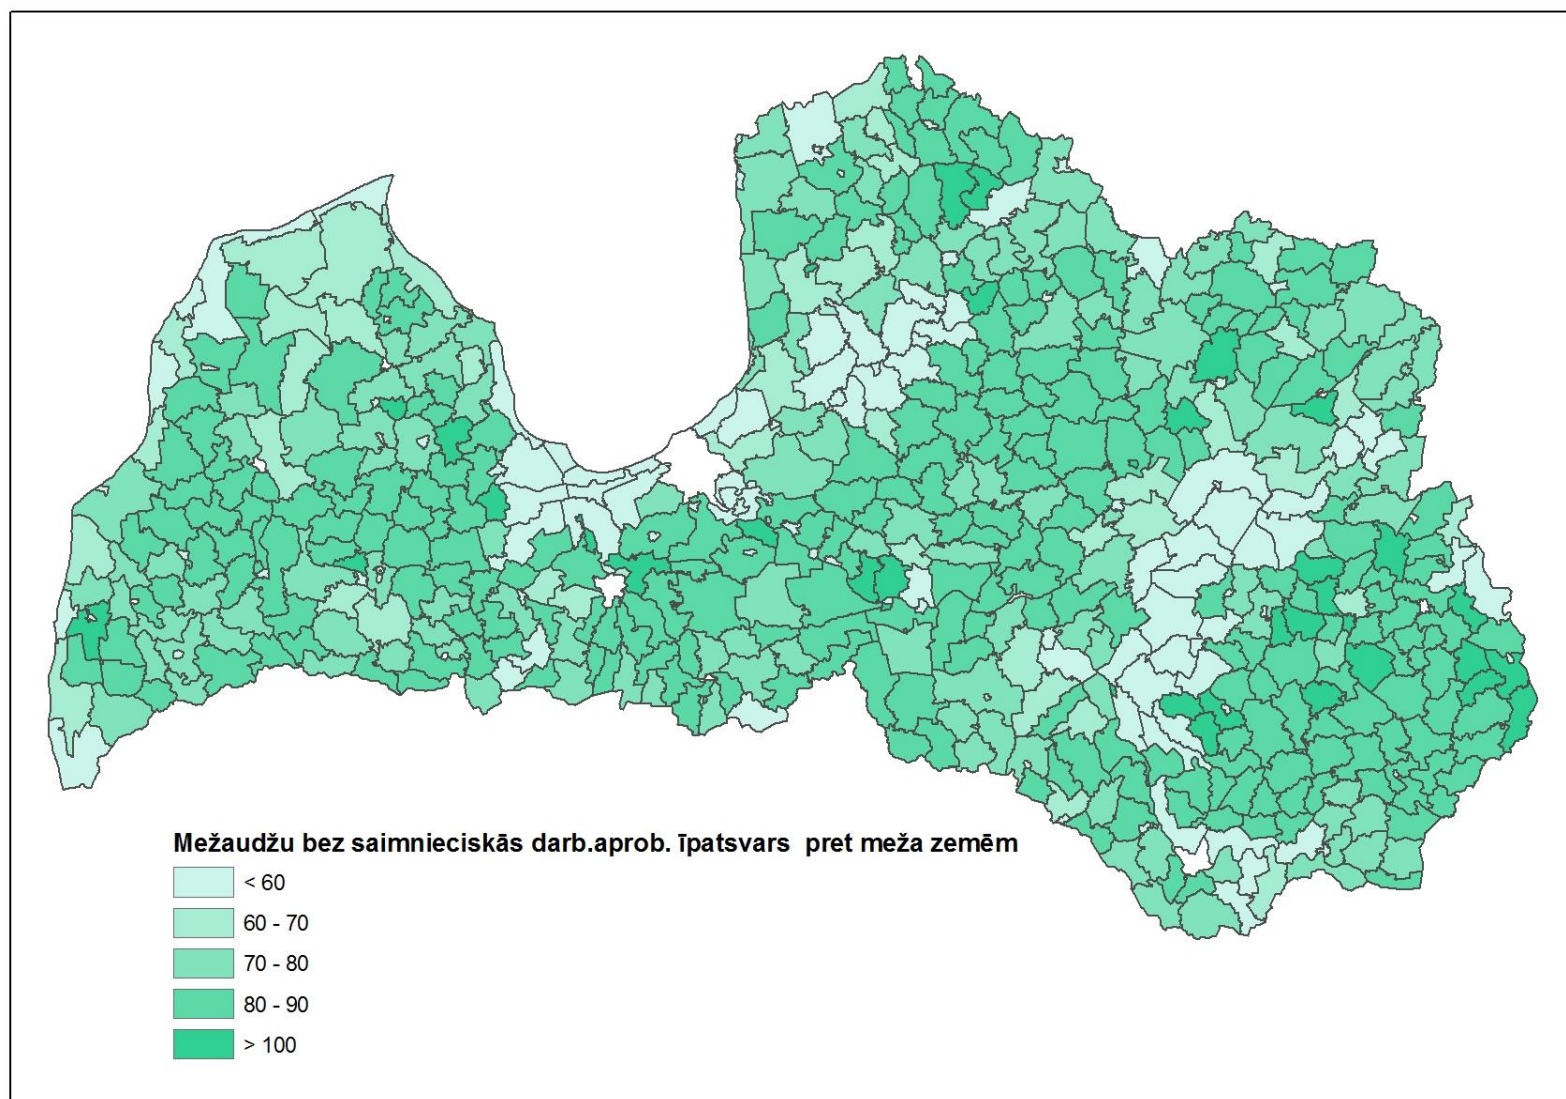 Mežaudžu bez saimnieciskās darb.aprob. īpatsvars pret meža zemēm
< 60
60 - 70
70 - 80
80 - 90
> 100